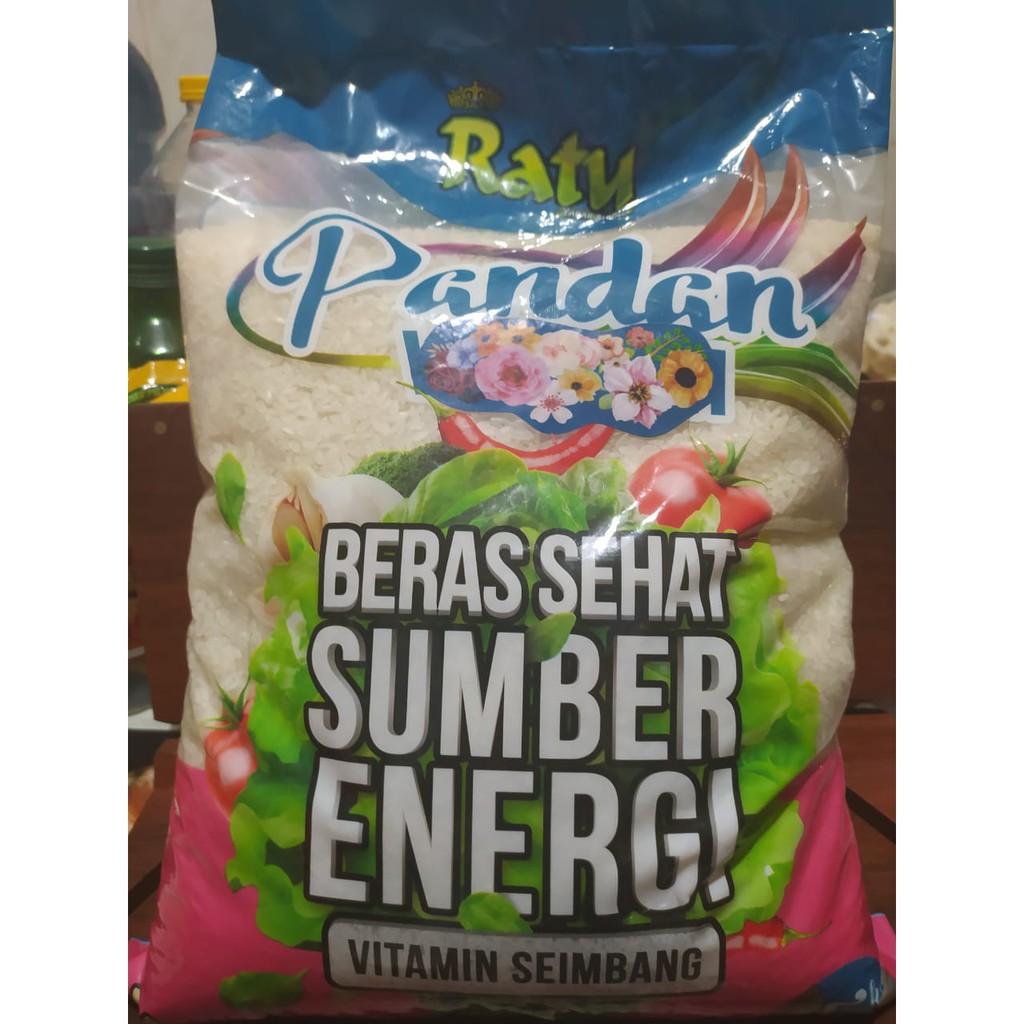 Ratu
Pandan
BERAS SEHAT
SUMBER
ENERGI
VITAMIN SEIMBANG